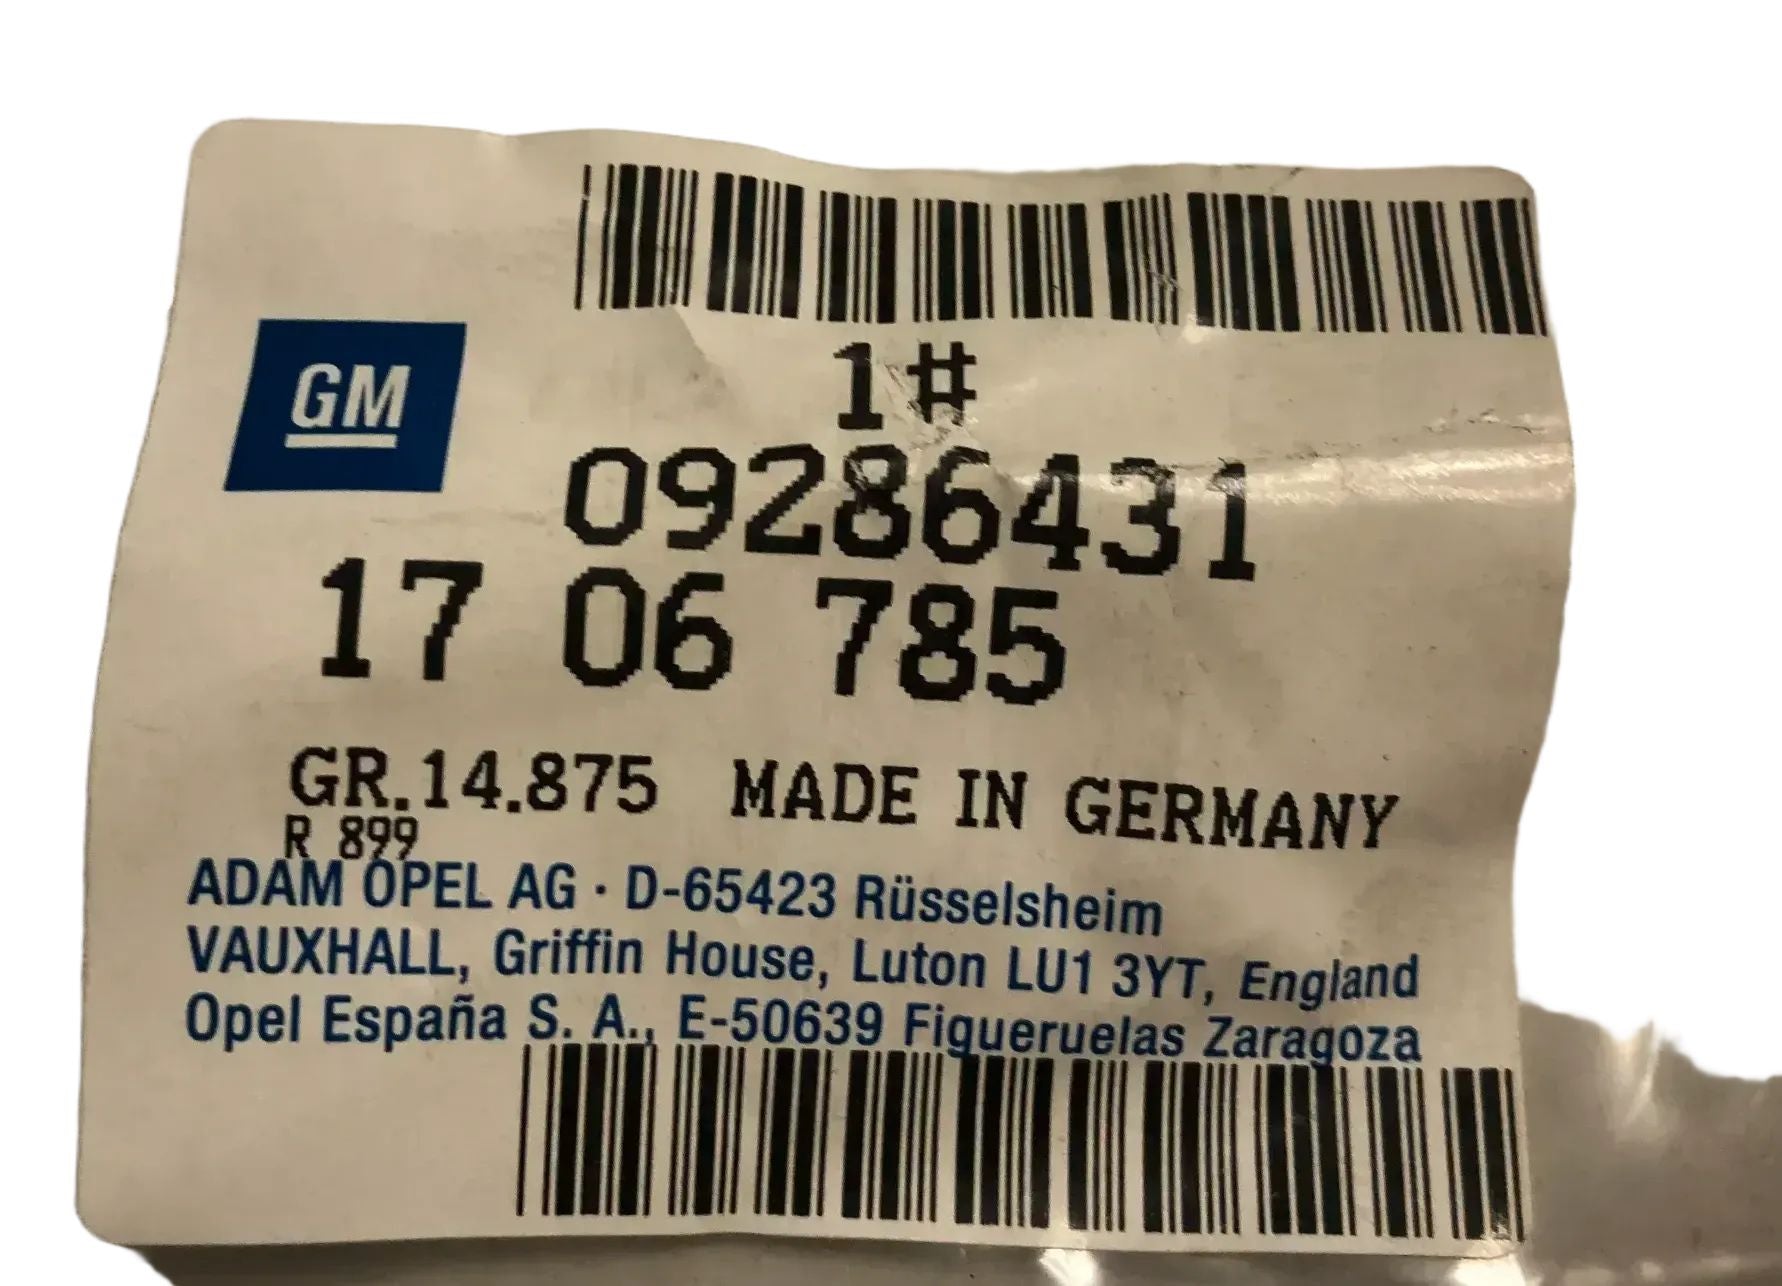 GM
1#
09286431
17 06 785
GR.14.875 MADE IN GERMANY
R 899
ADAM OPEL AG · D-65423 Rüsselsheim
VAUXHALL, Griffin House, Luton LU1 3YT, England
Opel España S. A., E-50639 Figueruelas Zaragoza